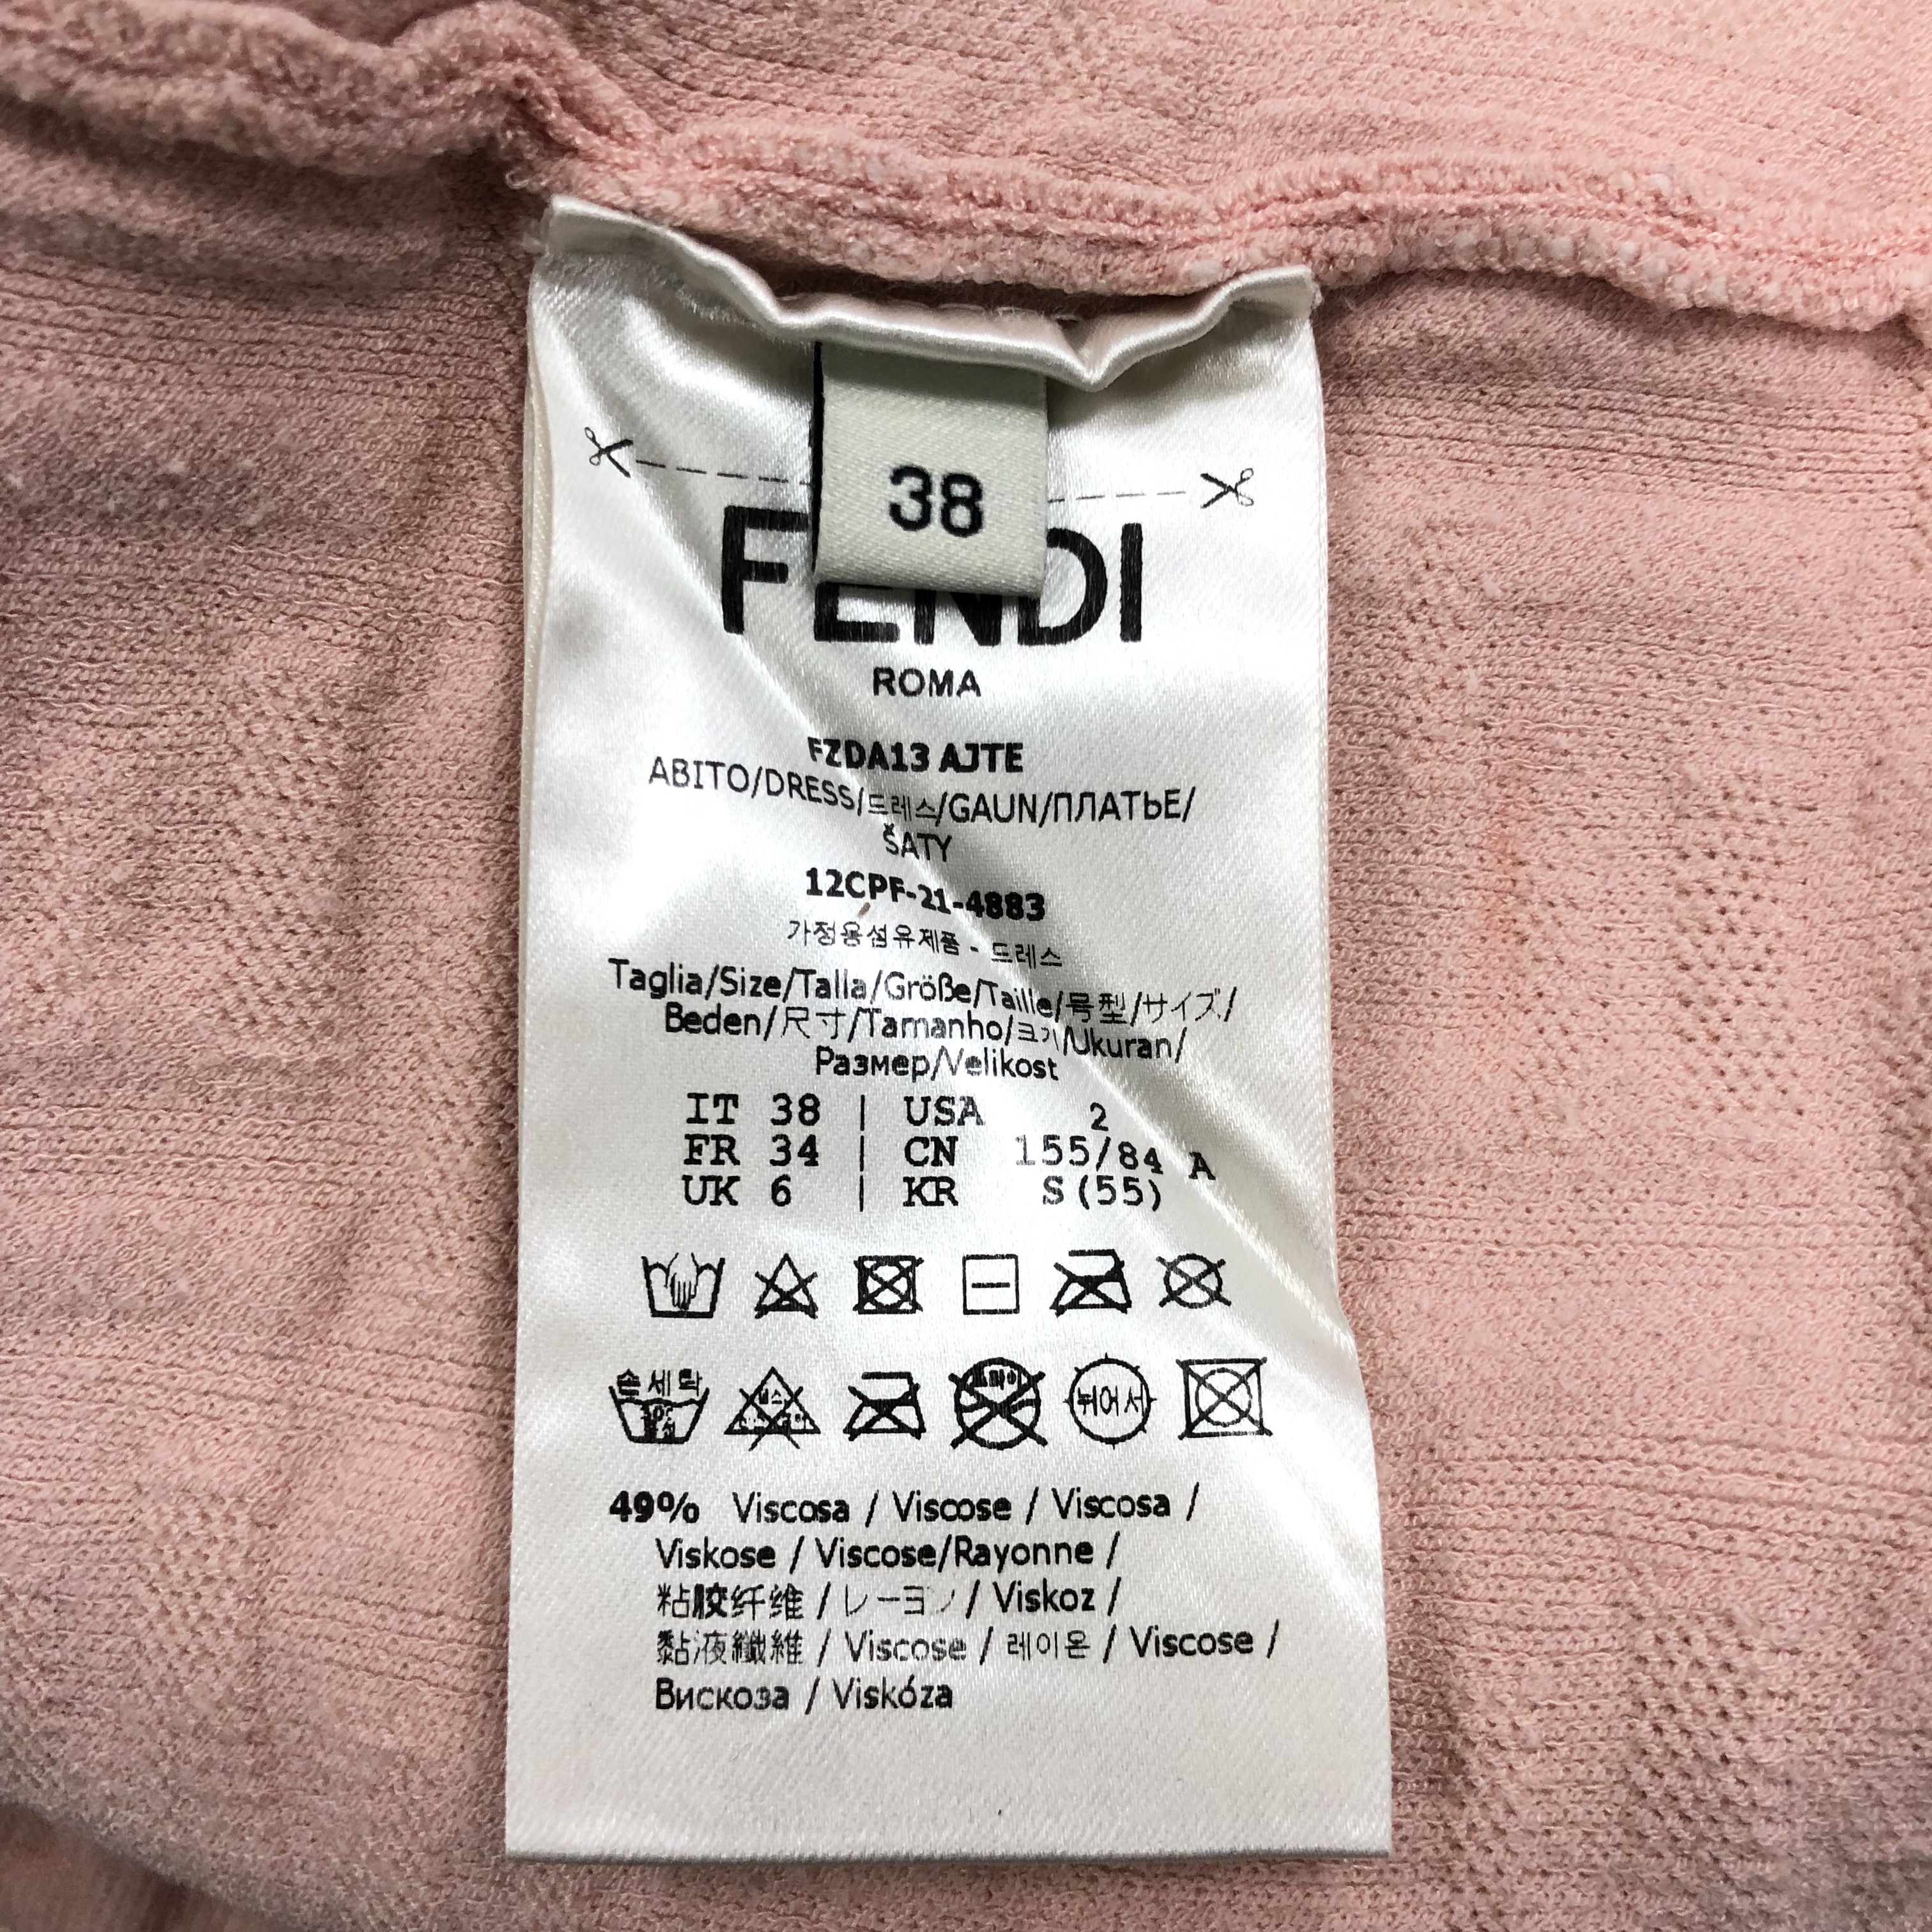 38
FENDI
ROMA
FZDA13 AJTE
ABITO/DRESS/드레스/GAUN/ПЛАТЬЕ/
ŠATY
12CPF-21-4883
가정용섬유제품 - 드레스
Taglia/Size/Talla/Größe/Taille/号型/サイズ/
Beden/尺寸/Tamanho/크기/Ukuran/
Размер/Velikost
IT 38 | USA 2
FR 34 | CN 155/84 A
UK 6 | KR S(55)
손세탁
뉘어서
49% Viscosa / Viscose / Viscosa /
Viskose / Viscose/Rayonne /
粘胶纤维 / レーヨン / Viskoz /
黏液纖維 / Viscose / 레이온 / Viscose /
Вискоза / Viskóza